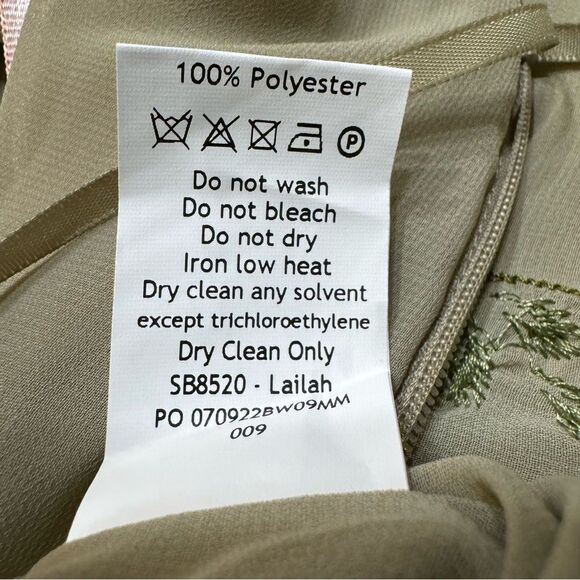 100% Polyester
P
Do not wash
Do not bleach
Do not dry
Iron low heat
Dry clean any solvent
except trichloroethylene
Dry Clean Only
SB8520 - Lailah
PO 070922BW09MM
009